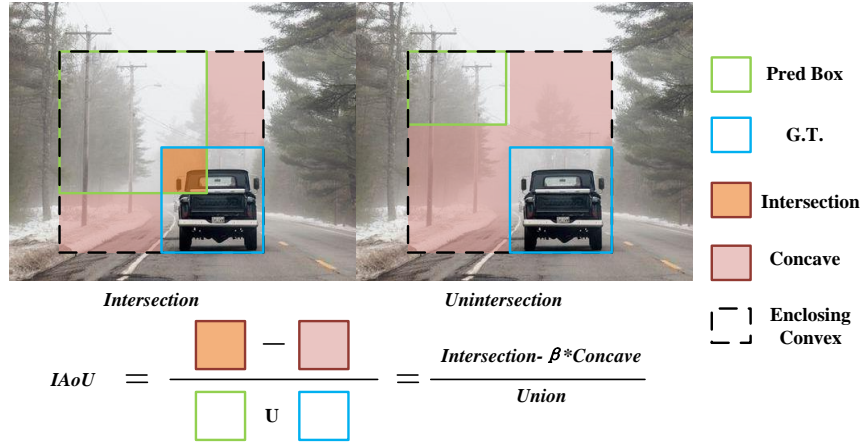 Pred Box
G.T.
Intersection
Concave
Enclosing
Convex
Intersection
Unintersection
IAoU = − / U = Intersection- β*Concave / Union